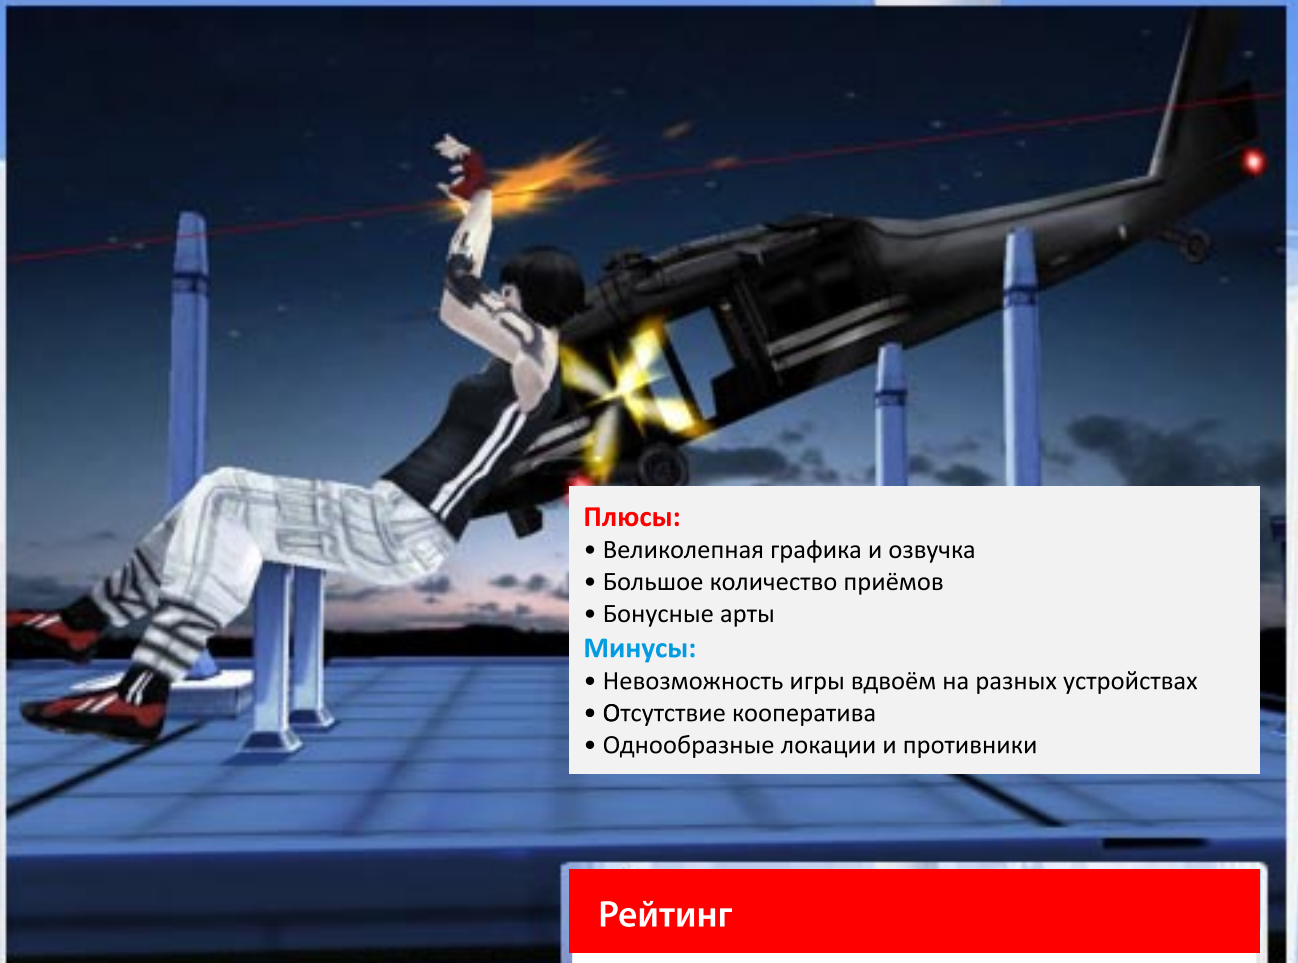 Плюсы:
• Великолепная графика и озвучка
• Большое количество приёмов
• Бонусные арты
Минусы:
• Невозможность игры вдвоём на разных устройствах
• Отсутствие кооператива
• Однообразные локации и противники
Рейтинг